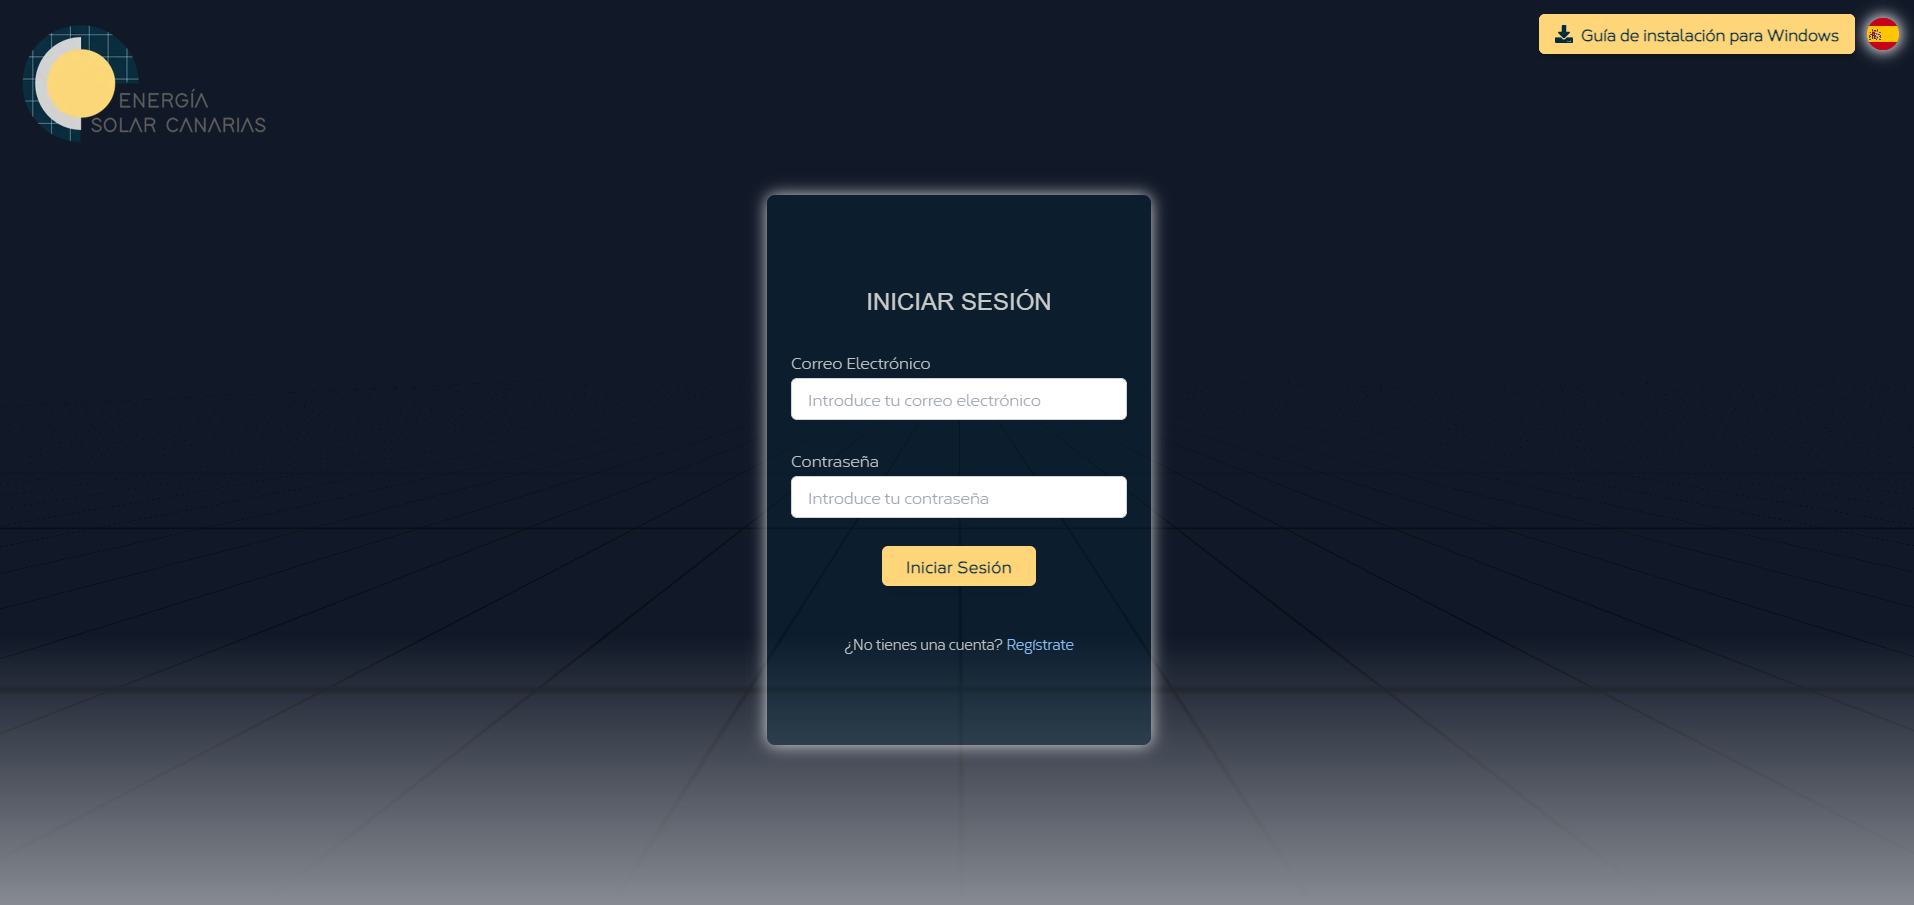 Guía de instalación para Windows
ENERGÍA
SOLAR CANARIAS
INICIAR SESIÓN
Correo Electrónico
Introduce tu correo electrónico
Contraseña
Introduce tu contraseña
Iniciar Sesión
¿No tienes una cuenta? Regístrate